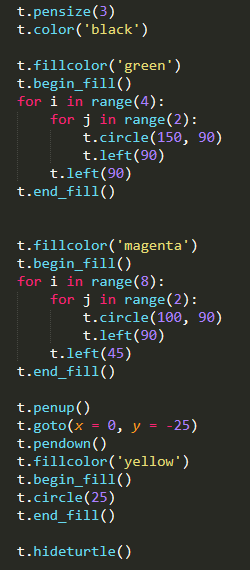 t.pensize(3)
t.color('black')

t.fillcolor('green')
t.begin_fill()
for i in range(4):
    for j in range(2):
        t.circle(150, 90)
        t.left(90)
    t.left(90)
t.end_fill()


t.fillcolor('magenta')
t.begin_fill()
for i in range(8):
    for j in range(2):
        t.circle(100, 90)
        t.left(90)
    t.left(45)
t.end_fill()

t.penup()
t.goto(x = 0, y = -25)
t.pendown()
t.fillcolor('yellow')
t.begin_fill()
t.circle(25)
t.end_fill()

t.hideturtle()